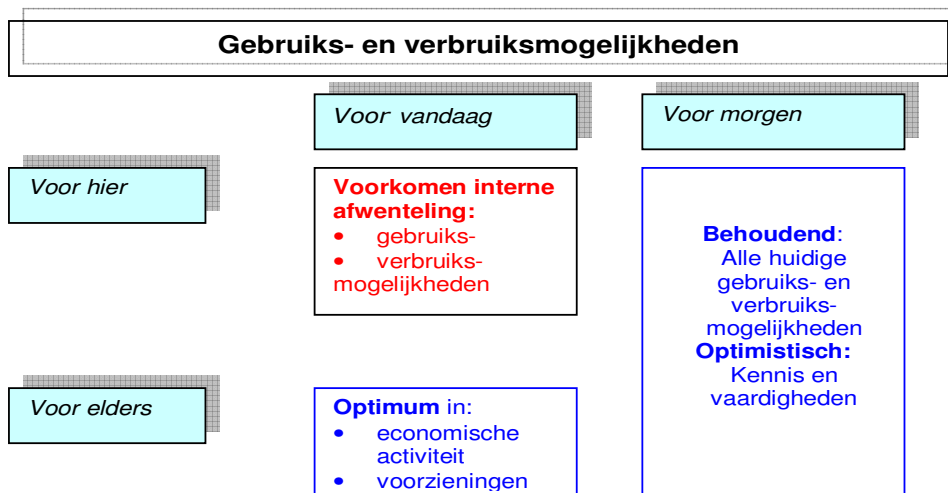 Gebruiks- en verbruiksmogelijkheden
Voor vandaag
Voor morgen
Voor hier
Voorkomen interne
afwenteling:
• gebruiks-
• verbruiks-
mogelijkheden
Behoudend:
Alle huidige
gebruiks- en
verbruiks-
mogelijkheden
Optimistisch:
Kennis en
vaardigheden
Voor elders
Optimum in:
• economische
activiteit
• voorzieningen